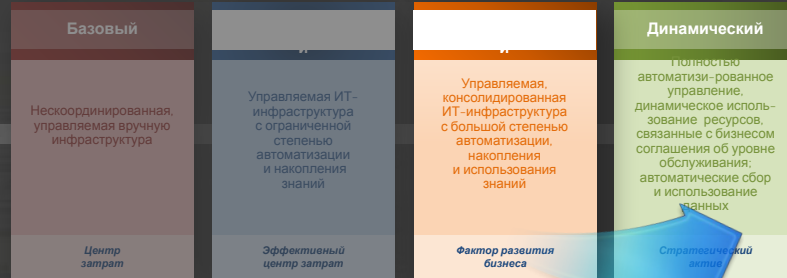 Базовый
Нескоординированная,
управляемая вручную
инфраструктура
Центр
затрат
й
Управляемая ИТ-
инфраструктура
с ограниченной
степенью
автоматизации
и накопления
знаний
Эффективный
центр затрат
й
Управляемая,
консолидированная
ИТ-инфраструктура
с большой степенью
автоматизации,
накопления
и использования
знаний
Фактор развития
бизнеса
Динамический
Полностью
автоматизи-рованное
управление,
динамическое исполь-
зование ресурсов,
связанные с бизнесом
соглашения об уровне
обслуживания;
автоматические сбор
и использование
данных
Стратегический
актив